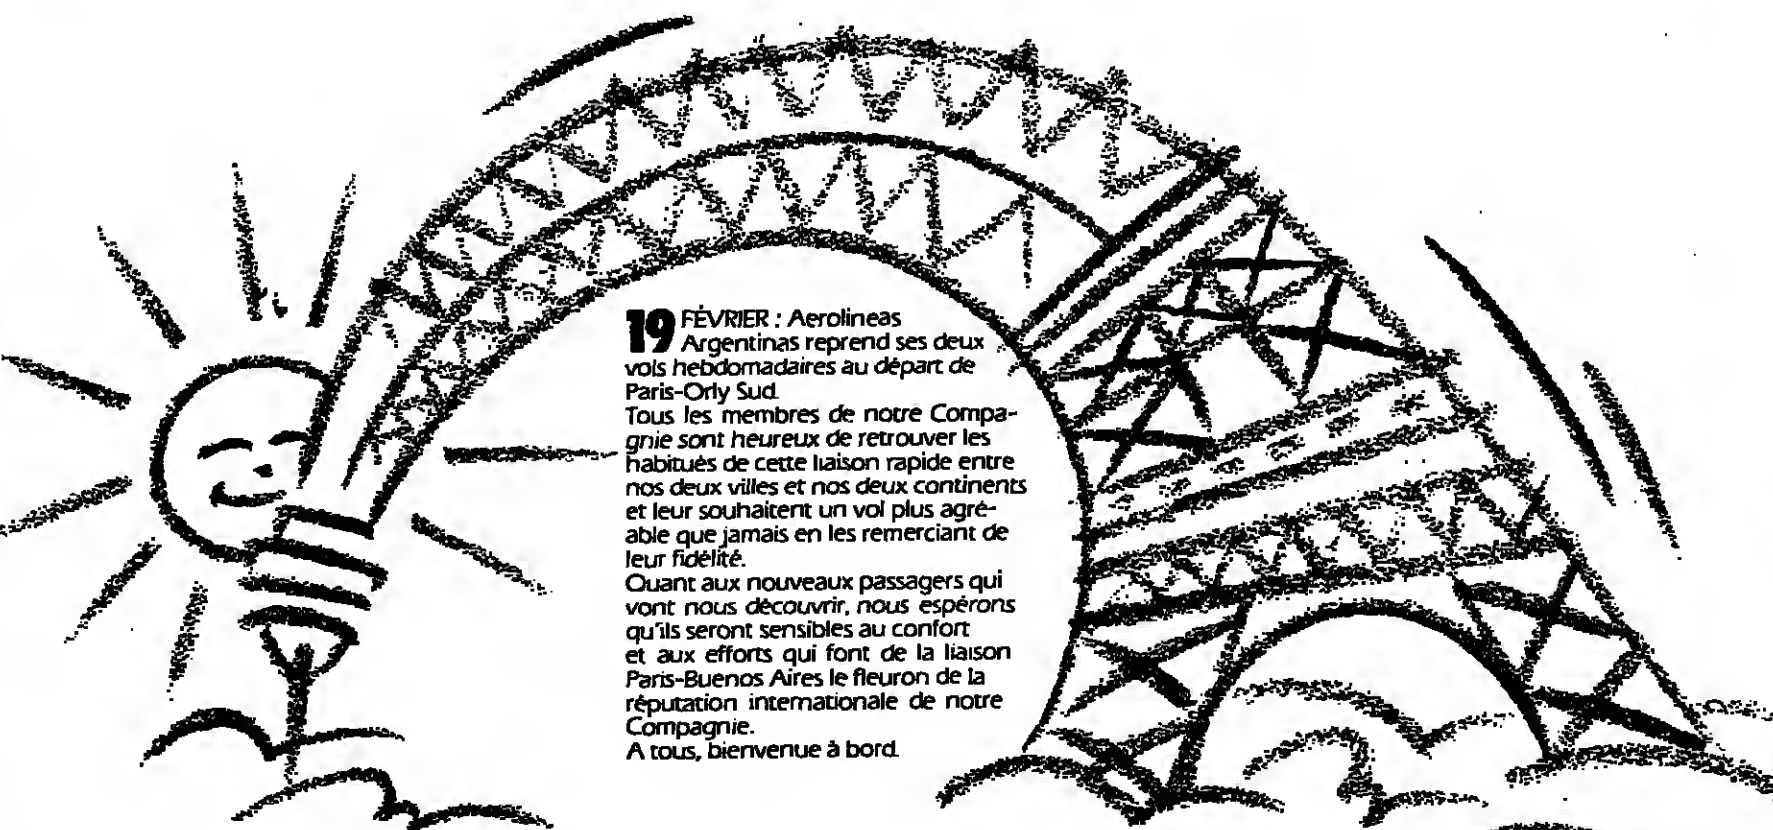 19 FÉVRIER : Aerolineas
Argentinas reprend ses deux
vols hebdomadaires au départ de
Paris-Orly Sud.
Tous les membres de notre Compa-
gnie sont heureux de retrouver les
habitués de cette liaison rapide entre
nos deux villes et nos deux continents
et leur souhaitent un vol plus agré-
able que jamais en les remerciant de
leur fidélité.
Quant aux nouveaux passagers qui
vont nous découvrir, nous espérons
qu'ils seront sensibles au confort
et aux efforts qui font de la liaison
Paris-Buenos Aires le fleuron de la
réputation internationale de notre
Compagnie.
A tous, bienvenue à bord.